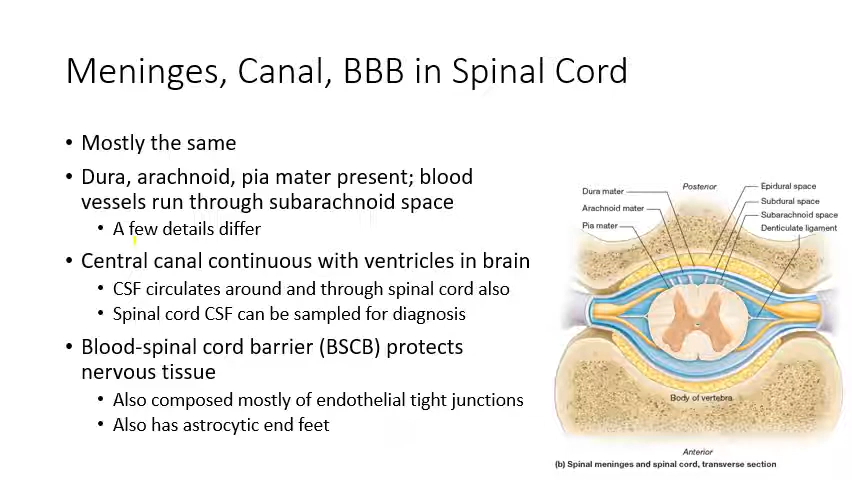 Meninges, Canal, BBB in Spinal Cord
• Mostly the same
• Dura, arachnoid, pia mater present; blood
vessels run through subarachnoid space
• A few details differ
• Central canal continuous with ventricles in brain
• CSF circulates around and through spinal cord also
• Spinal cord CSF can be sampled for diagnosis
• Blood-spinal cord barrier (BSCB) protects
nervous tissue
• Also composed mostly of endothelial tight junctions
• Also has astrocytic end feet
Posterior
Dura mater
Arachnoid mater
Pia mater
Epidural space
Subdural space
Subarachnoid space
Denticulate ligament
Body of vertebra
Anterior
(b) Spinal meninges and spinal cord, transverse section